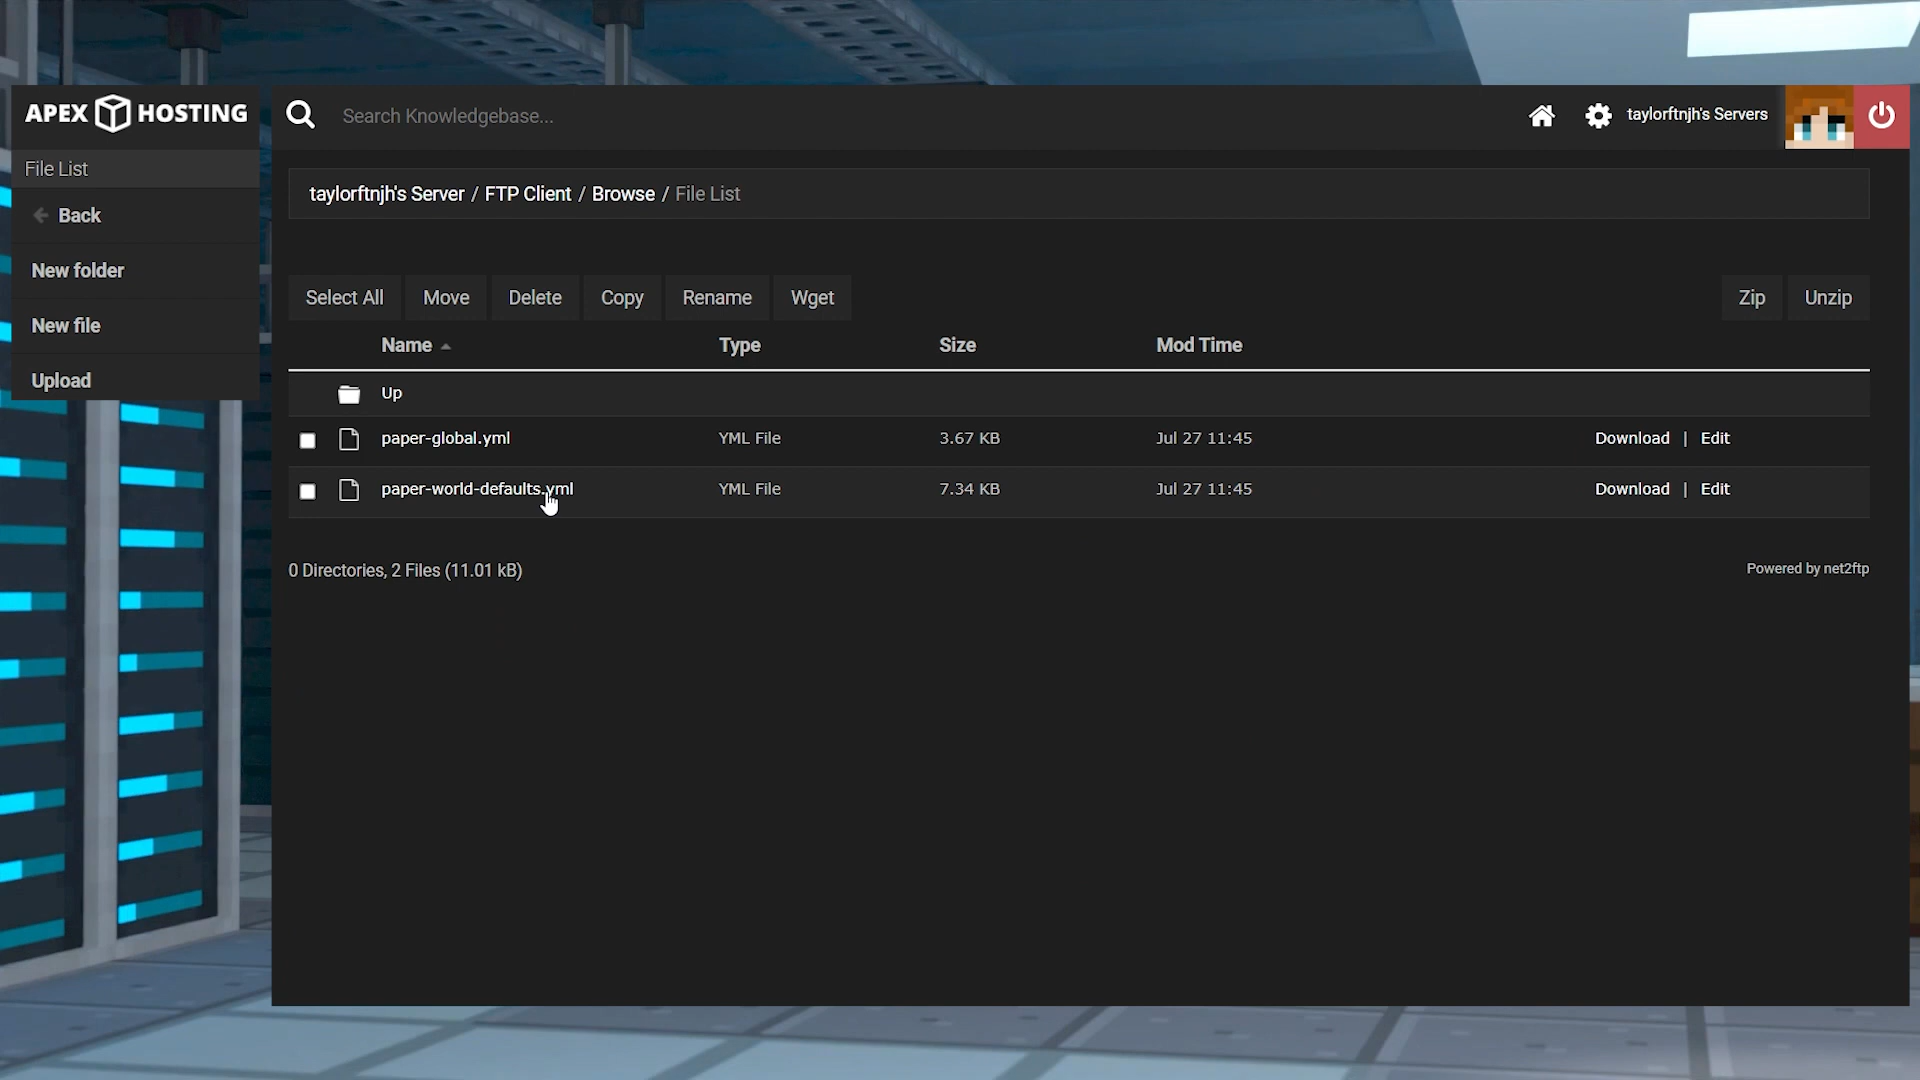 APEX HOSTING
Search Knowledgebase...
taylorftnjh's Servers
File List
Back
New folder
New file
Upload
taylorftnjh's Server / FTP Client / Browse / File List
Select All Move Delete Copy Rename Wget Zip Unzip
Name Type Size Mod Time
Up
paper-global.yml YML File 3.67 KB Jul 27 11:45 Download | Edit
paper-world-defaults.yml YML File 7.34 KB Jul 27 11:45 Download | Edit
0 Directories, 2 Files (11.01 kB)
Powered by net2ftp